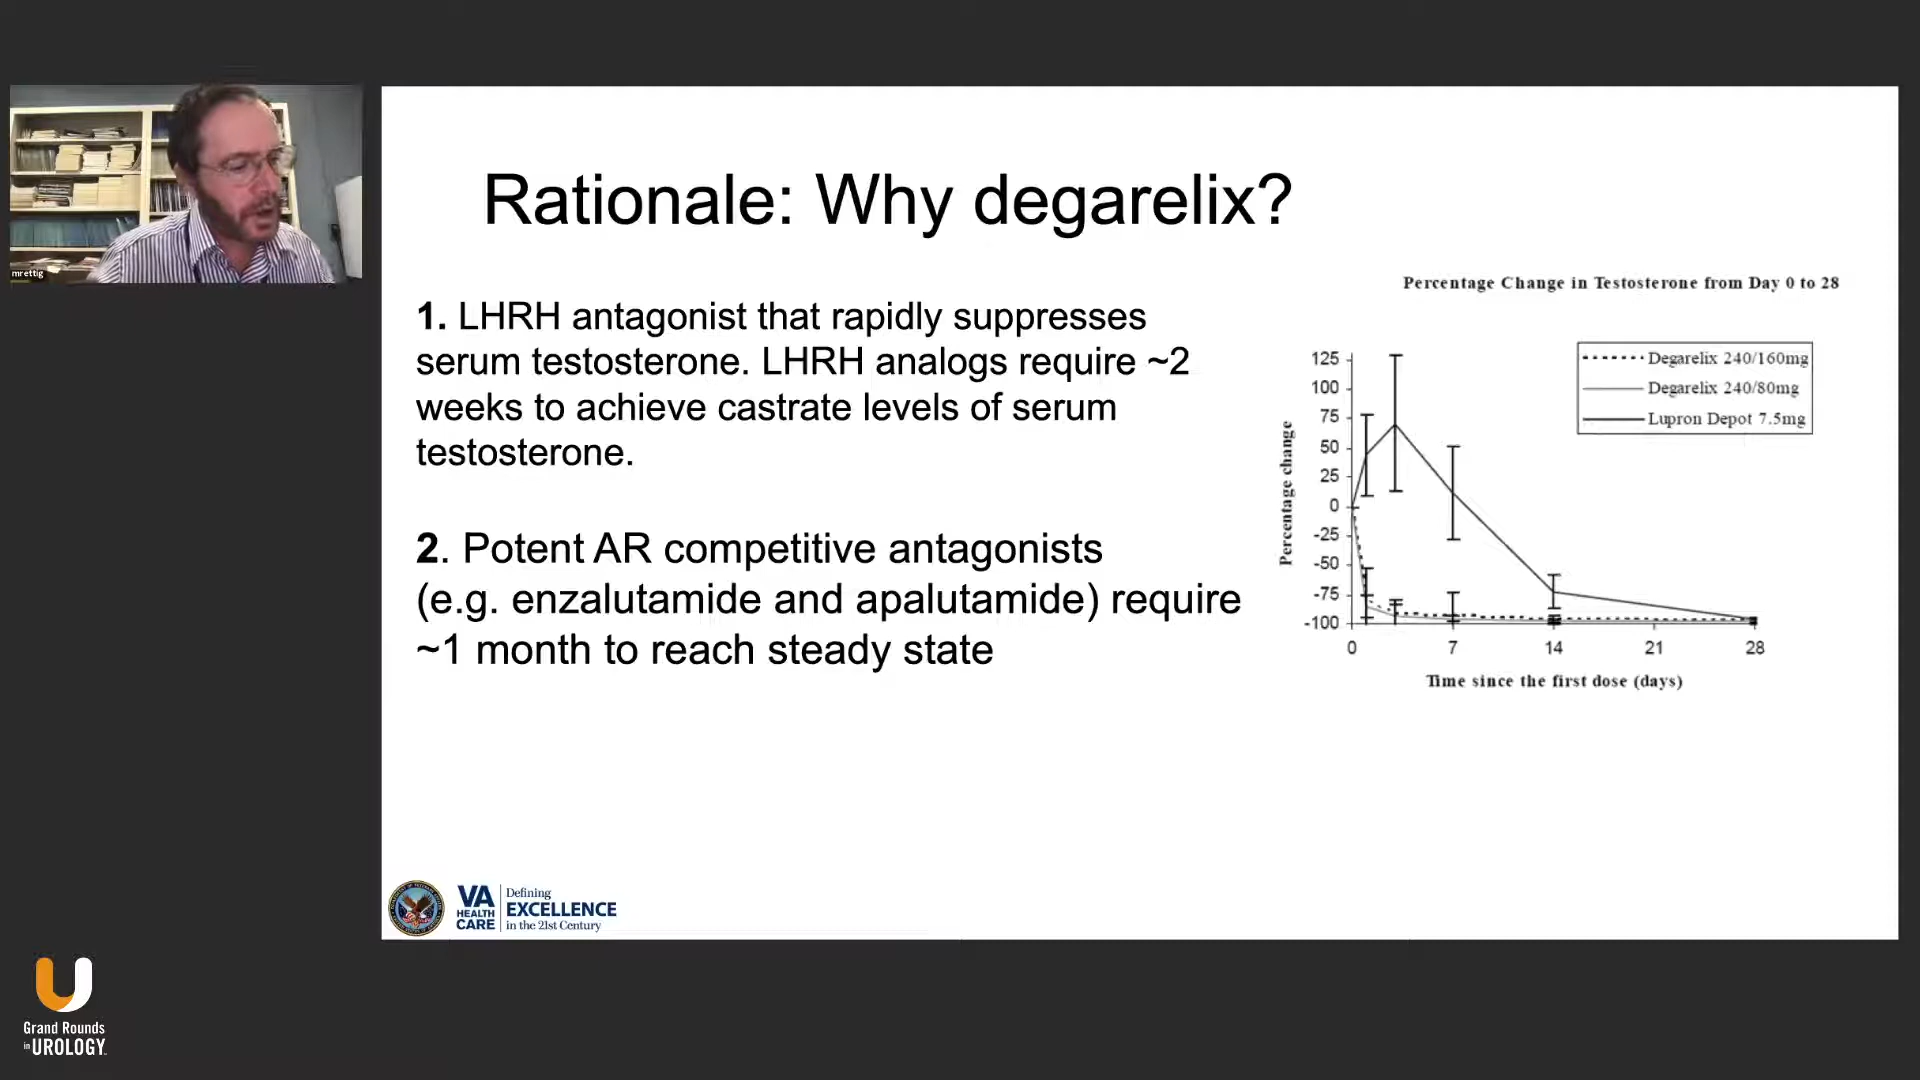 mrettig
Rationale: Why degarelix?
1. LHRH antagonist that rapidly suppresses
serum testosterone. LHRH analogs require ~2
weeks to achieve castrate levels of serum
testosterone.
2. Potent AR competitive antagonists
(e.g. enzalutamide and apalutamide) require
~1 month to reach steady state
Percentage Change in Testosterone from Day 0 to 28
Degarelix 240/160mg
Degarelix 240/80mg
Lupron Depot 7.5mg
Percentage change
125
100
75
50
25
0
-25
-50
-75
-100
0 7 14 21 28
Time since the first dose (days)
VA
HEALTH
CARE
Defining
EXCELLENCE
in the 21st Century
U
Grand Rounds
in UROLOGY